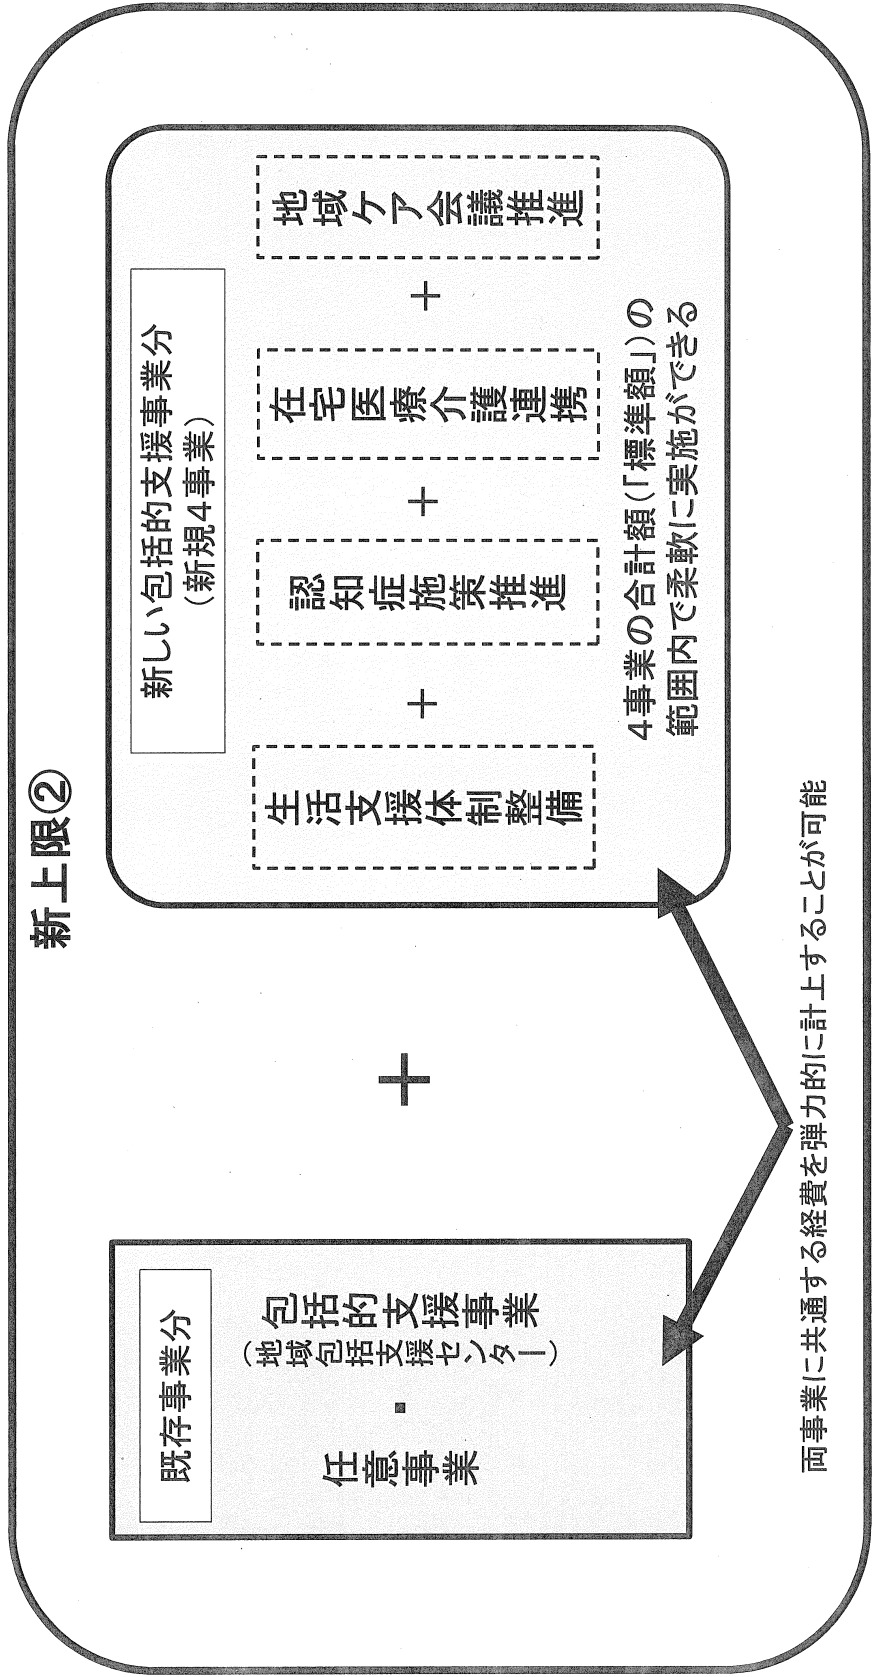 新上限②
既存事業分
任意事業
・
包括的支援事業
（地域包括支援センター）
＋
新しい包括的支援事業分
（新規４事業）
生活支援体制整備
＋
認知症施策推進
＋
在宅医療介護連携
＋
地域ケア会議推進
４事業の合計額（「標準額」）の
範囲内で柔軟に実施ができる
両事業に共通する経費を弾力的に計上することが可能